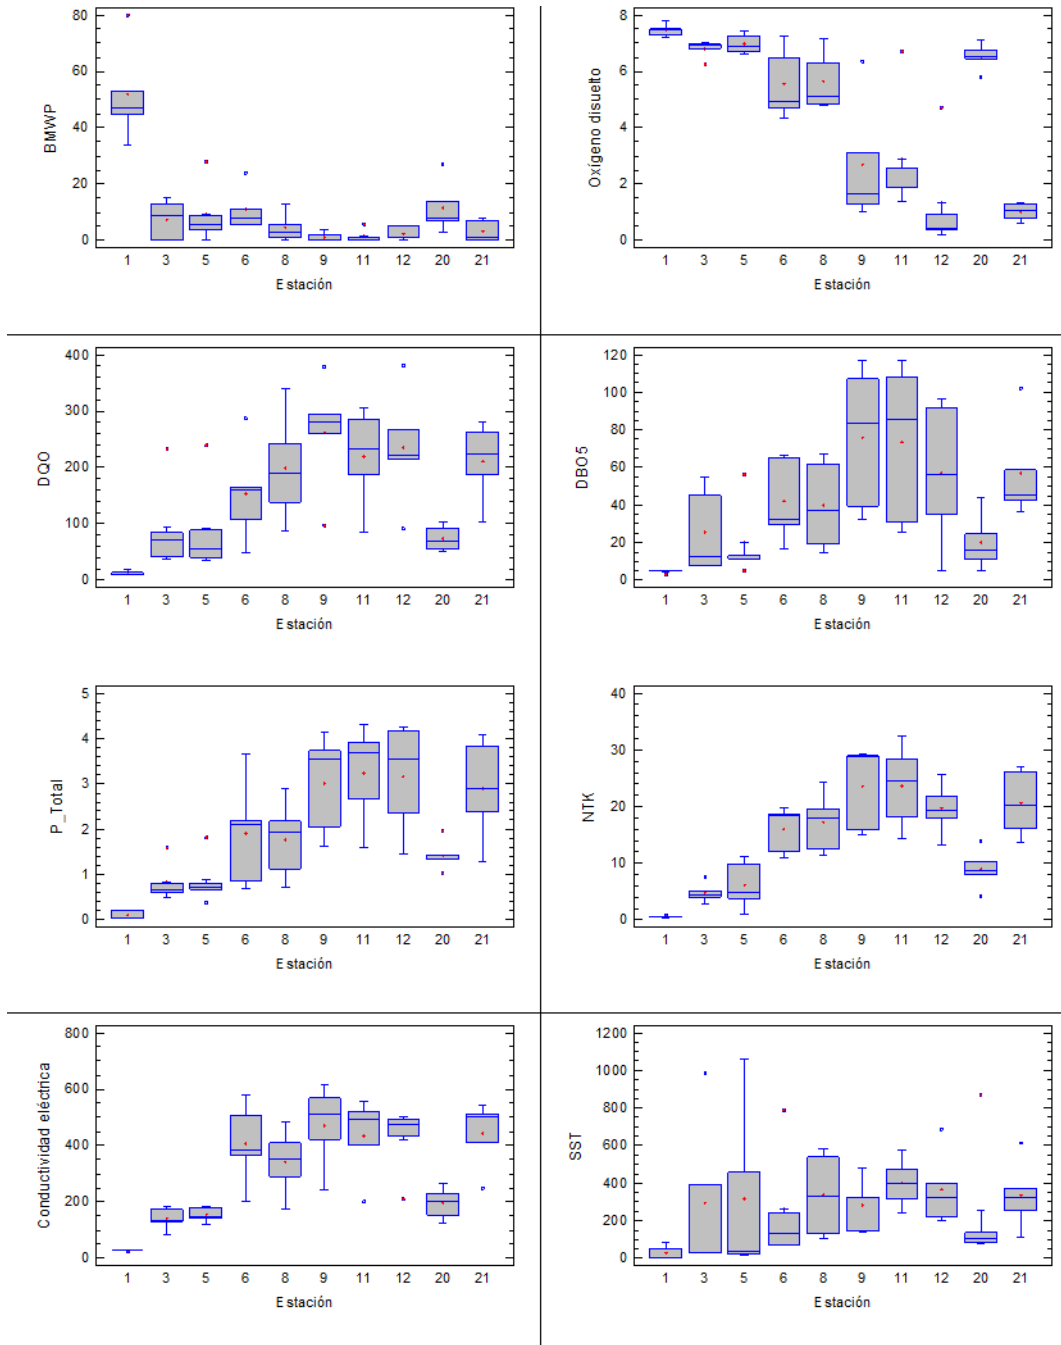 BMWP
80
60
40
20
0
1 3 5 6 8 9 11 12 20 21
Estación
Oxígeno disuelto
8
6
4
2
0
1 3 5 6 8 9 11 12 20 21
Estación
DQO
400
300
200
100
0
1 3 5 6 8 9 11 12 20 21
Estación
DBO5
120
100
80
60
40
20
0
1 3 5 6 8 9 11 12 20 21
Estación
P_Total
5
4
3
2
1
0
1 3 5 6 8 9 11 12 20 21
Estación
NTK
40
30
20
10
0
1 3 5 6 8 9 11 12 20 21
Estación
Conductividad eléctrica
800
600
400
200
0
1 3 5 6 8 9 11 12 20 21
Estación
SST
1200
1000
800
600
400
200
0
1 3 5 6 8 9 11 12 20 21
Estación